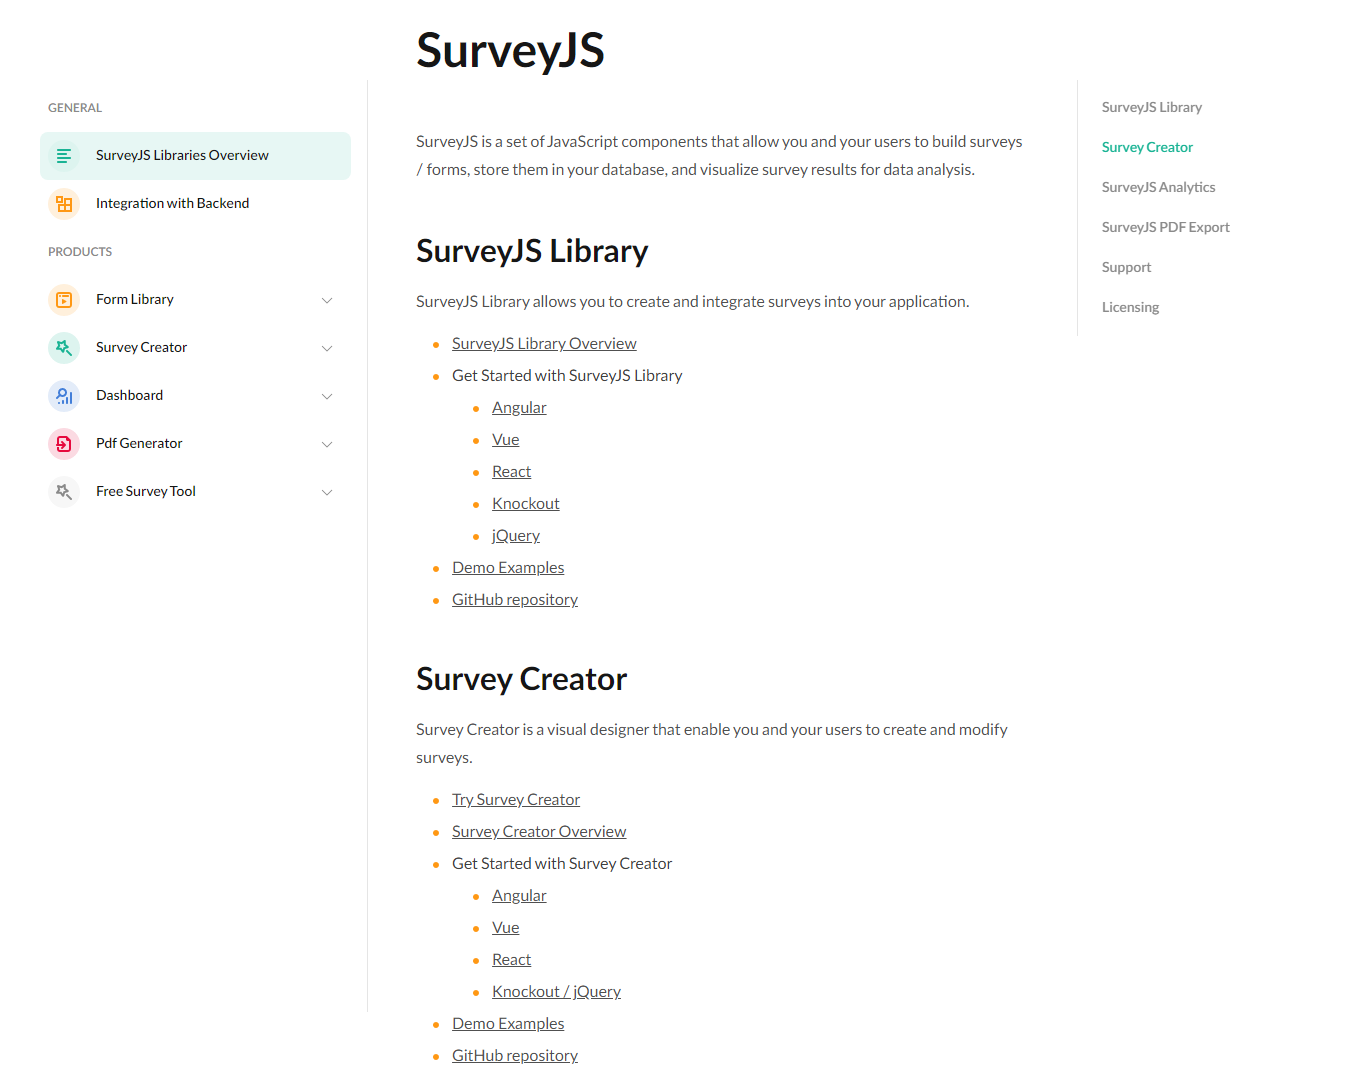 SurveyJS
GENERAL
SurveyJS Libraries Overview
Integration with Backend
PRODUCTS
Form Library
Survey Creator
Dashboard
Pdf Generator
Free Survey Tool
SurveyJS is a set of JavaScript components that allow you and your users to build surveys
/ forms, store them in your database, and visualize survey results for data analysis.
SurveyJS Library
SurveyJS Library allows you to create and integrate surveys into your application.
SurveyJS Library Overview
Get Started with SurveyJS Library
Angular
Vue
React
Knockout
jQuery
Demo Examples
GitHub repository
Survey Creator
Survey Creator is a visual designer that enable you and your users to create and modify
surveys.
Try Survey Creator
Survey Creator Overview
Get Started with Survey Creator
Angular
Vue
React
Knockout / jQuery
Demo Examples
GitHub repository
SurveyJS Library
Survey Creator
SurveyJS Analytics
SurveyJS PDF Export
Support
Licensing